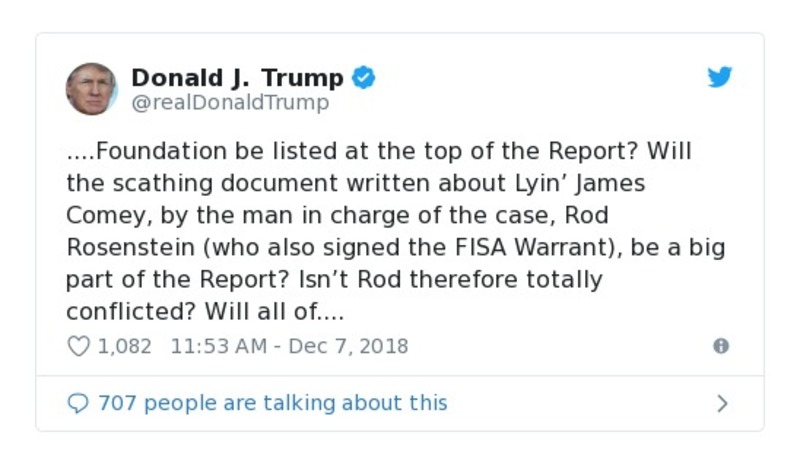 Donald J. Trump
@realDonaldTrump
....Foundation be listed at the top of the Report? Will
the scathing document written about Lyin’ James
Comey, by the man in charge of the case, Rod
Rosenstein (who also signed the FISA Warrant), be a big
part of the Report? Isn’t Rod therefore totally
conflicted? Will all of....
1,082 11:53 AM - Dec 7, 2018
707 people are talking about this